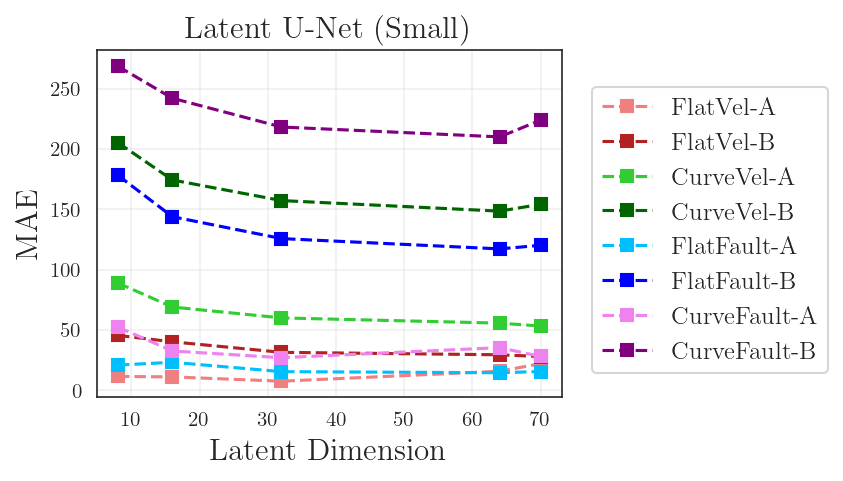 Latent U-Net (Small)
MAE
250
200
150
100
50
0
10 20 30 40 50 60 70
Latent Dimension
FlatVel-A
FlatVel-B
CurveVel-A
CurveVel-B
FlatFault-A
FlatFault-B
CurveFault-A
CurveFault-B